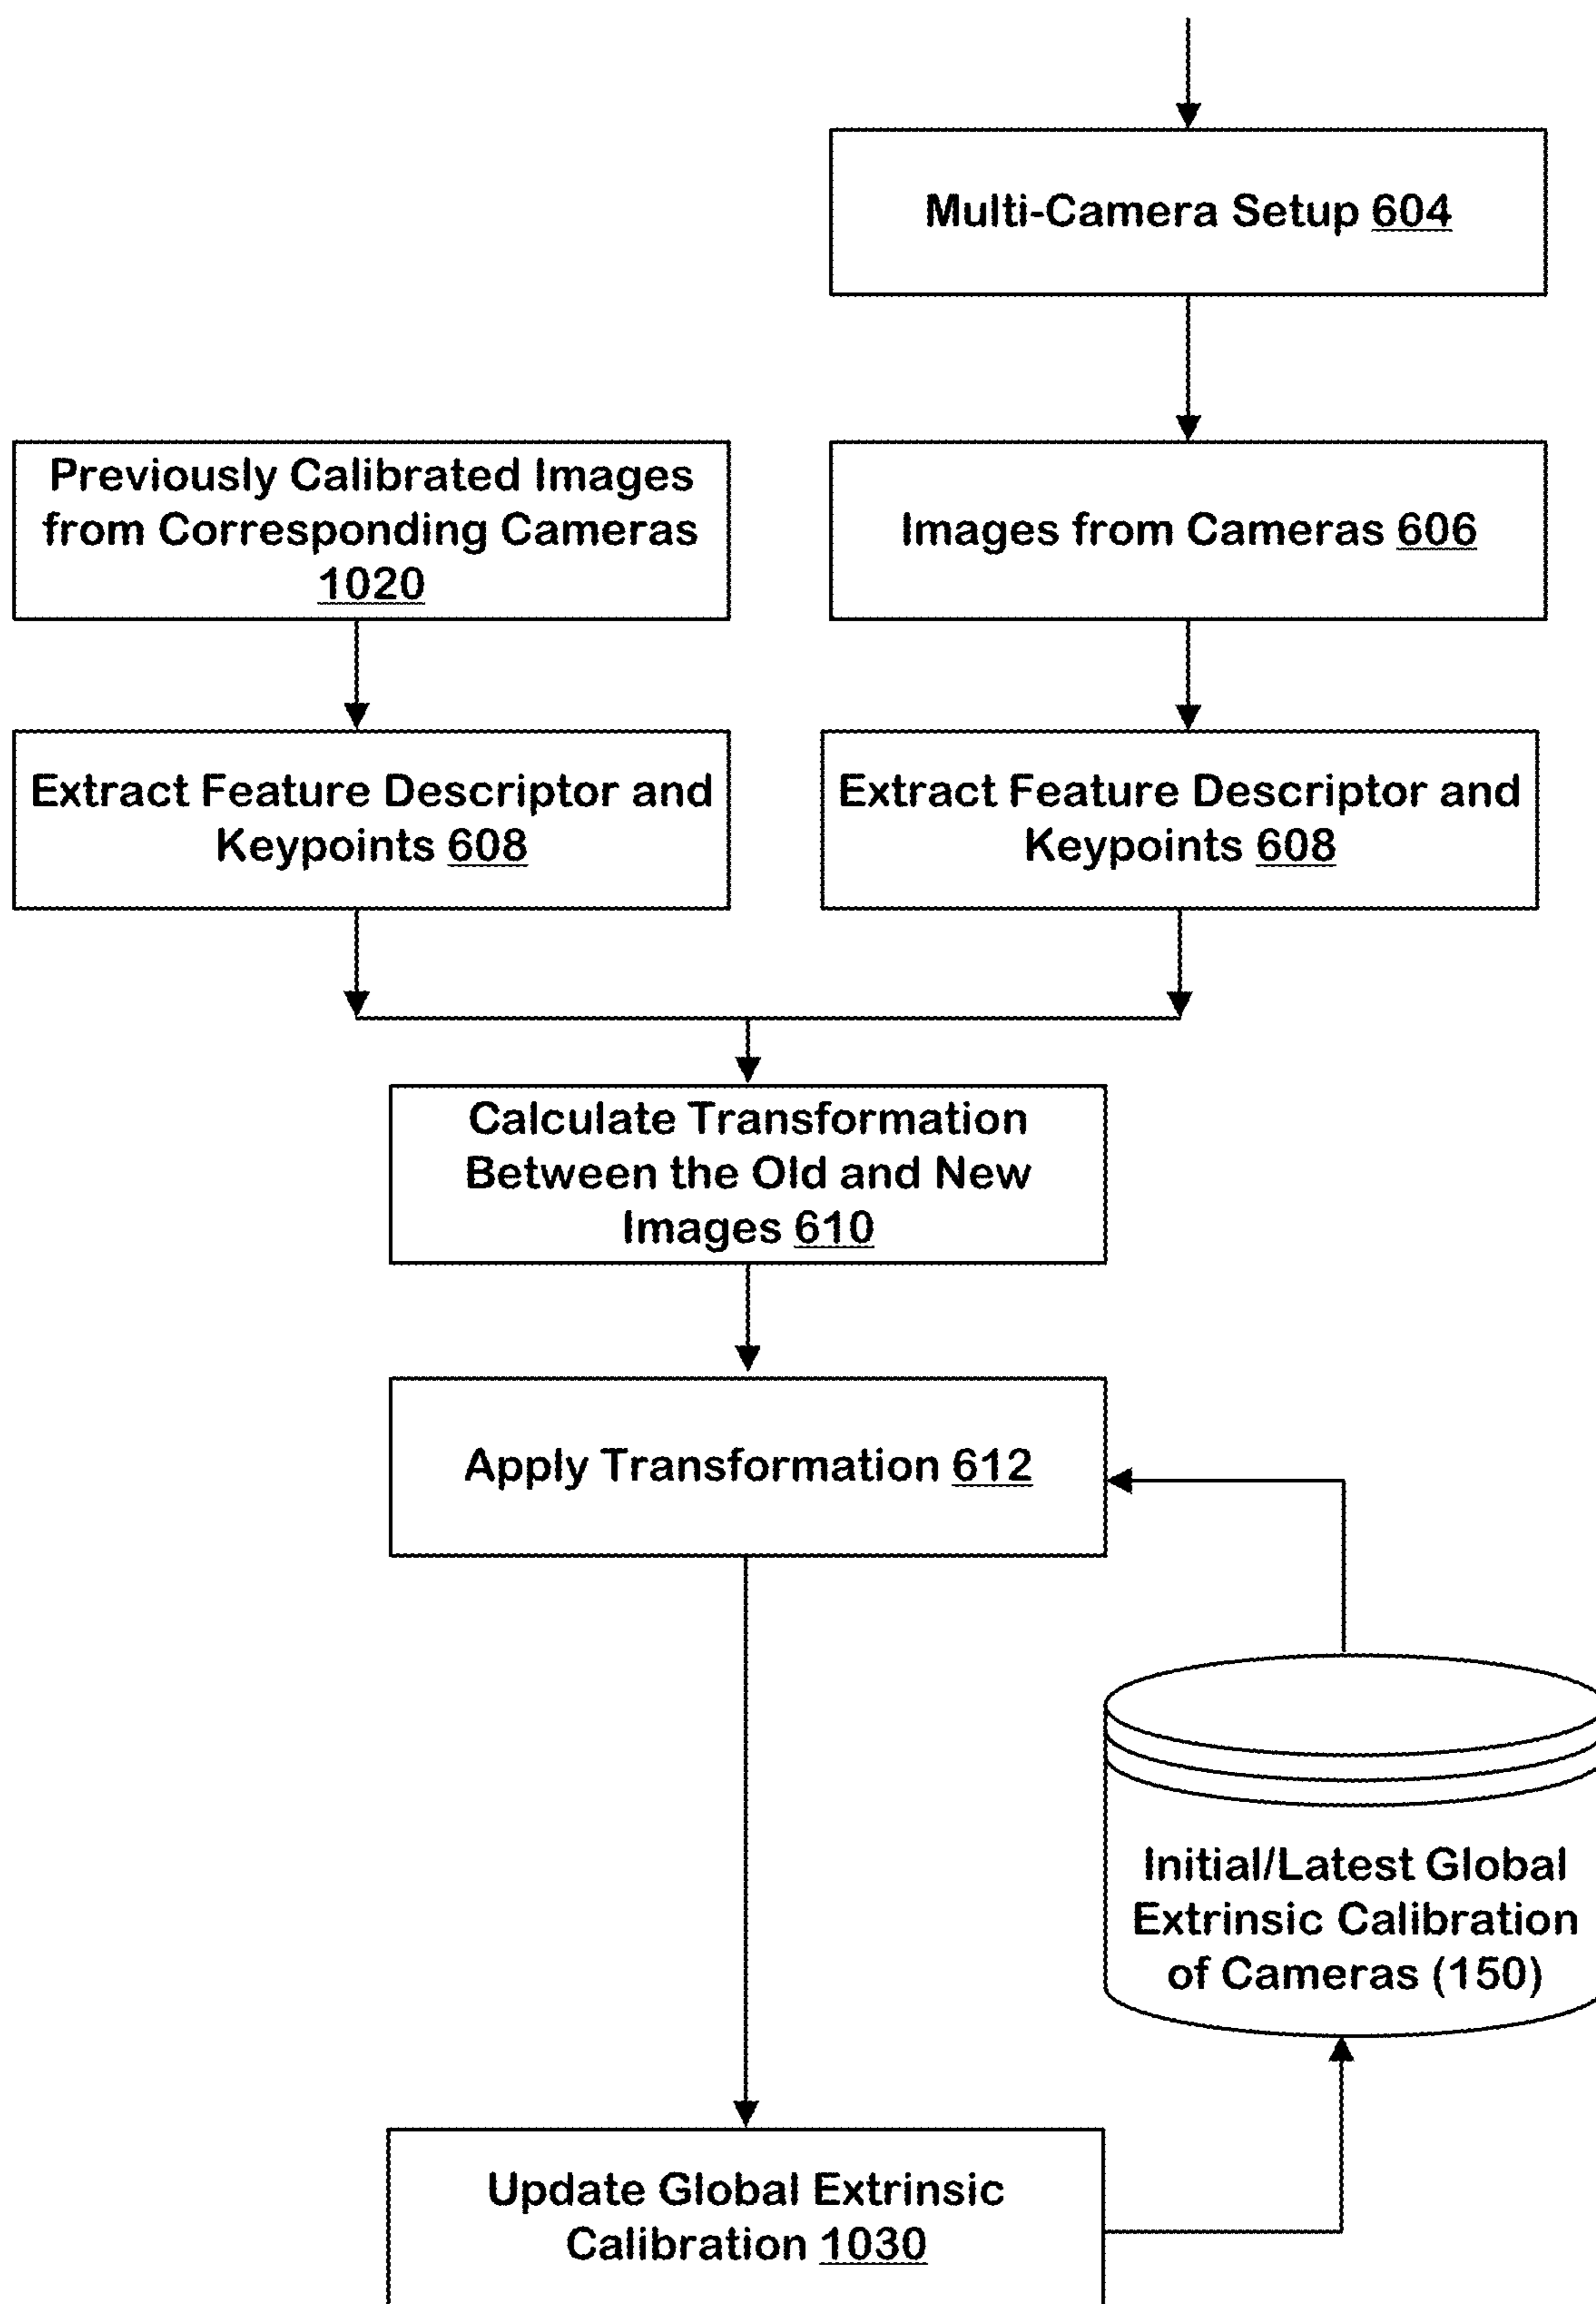 Multi-Camera Setup 604
Previously Calibrated Images
from Corresponding Cameras
1020
Images from Cameras 606
Extract Feature Descriptor and
Keypoints 608
Extract Feature Descriptor and
Keypoints 608
Calculate Transformation
Between the Old and New
Images 610
Apply Transformation 612
Initial/Latest Global
Extrinsic Calibration
of Cameras (150)
Update Global Extrinsic
Calibration 1030